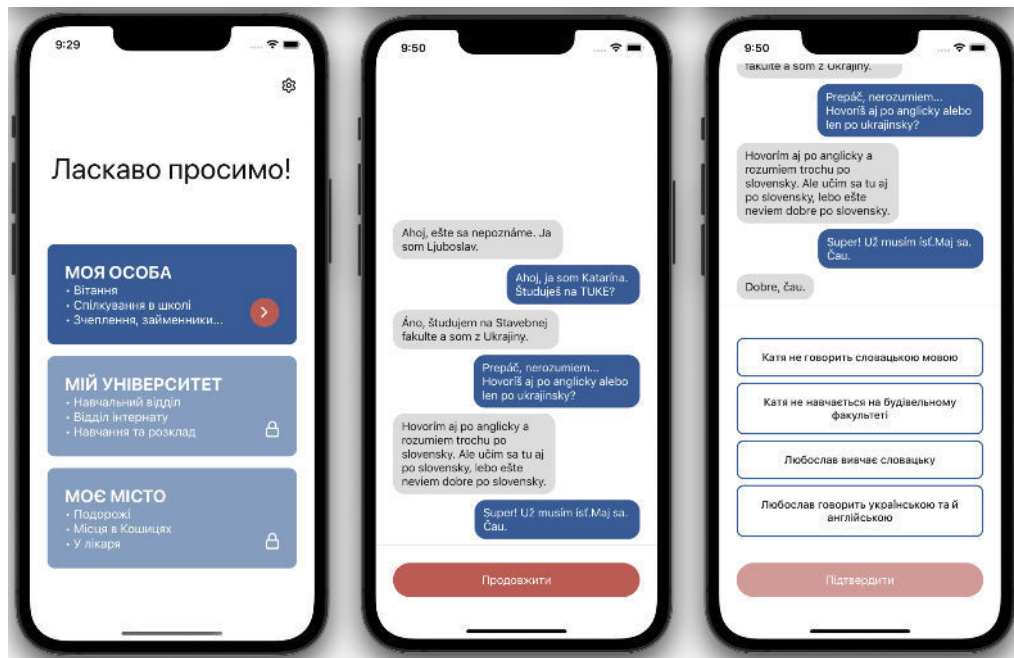 9:29
Ласкаво просимо!
МОЯ ОСОБА
• Вітання
• Спілкування в школі
• Зчеплення, займенники...
МІЙ УНІВЕРСИТЕТ
• Навчальний відділ
• Відділ інтернату
• Навчання та розклад
МОЄ МІСТО
• Подорожі
• Місця в Кошицях
• У лікаря
9:50
Ahoj, ešte sa nepoznáme. Ja
som Ljuboslav.
Ahoj, ja som Katarína.
Študuješ na TUKE?
Áno, študujem na Stavebnej
fakulte a som z Ukrajiny.
Prepáč, nerozumiem...
Hovoríš aj po anglicky alebo
len po ukrajinsky?
Hovorím aj po anglicky a
rozumiem trochu po
slovensky. Ale učím sa tu aj
po slovensky, lebo ešte
neviem dobre po slovensky.
Super! Už musím ísť.Maj sa.
Čau.
Продовжити
9:50
fakulte a som z Ukrajiny.
Prepáč, nerozumiem...
Hovoríš aj po anglicky alebo
len po ukrajinsky?
Hovorím aj po anglicky a
rozumiem trochu po
slovensky. Ale učím sa tu aj
po slovensky, lebo ešte
neviem dobre po slovensky.
Super! Už musím ísť.Maj sa.
Čau.
Dobre, čau.
Катя не говорить словацькою мовою
Катя не навчається на будівельному
факультеті
Любослав вивчає словацьку
Любослав говорить українською та й
англійською
Підтвердити